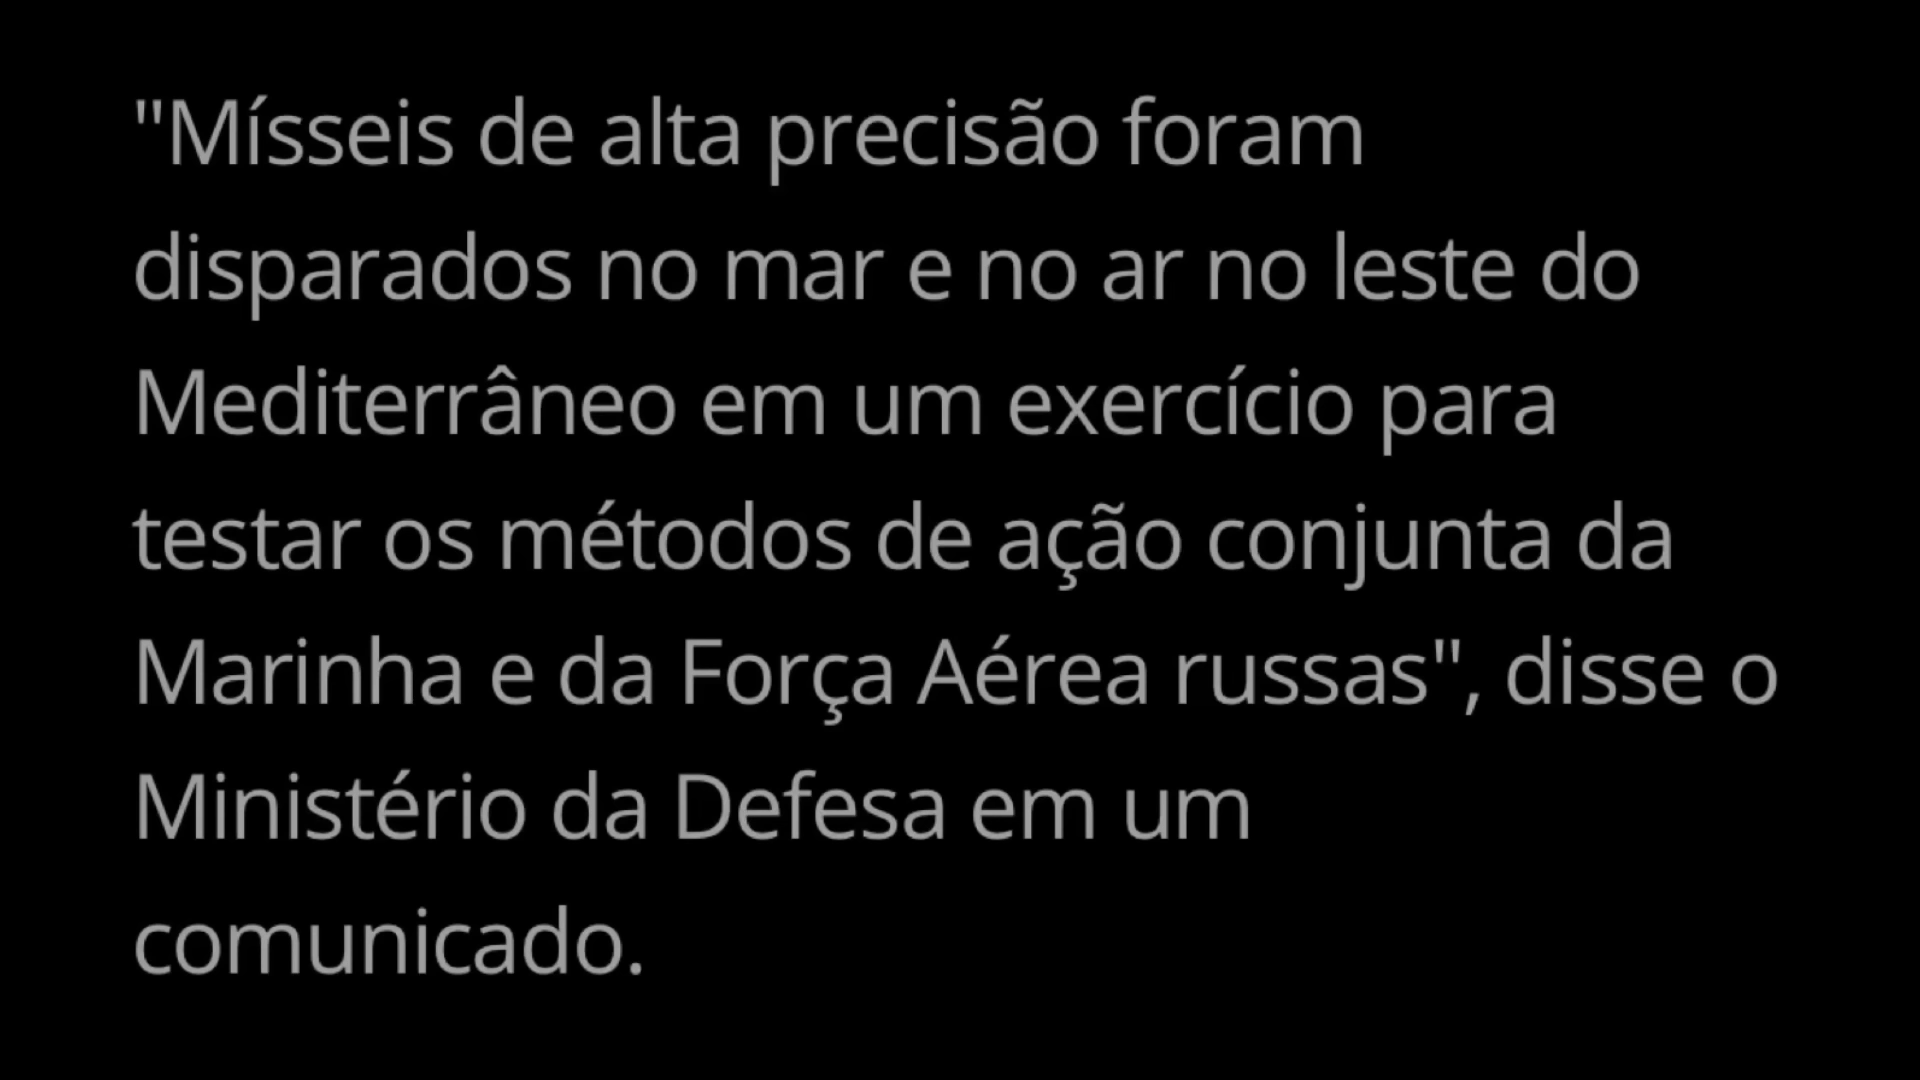 "Mísseis de alta precisão foram
disparados no mar e no ar no leste do
Mediterrâneo em um exercício para
testar os métodos de ação conjunta da
Marinha e da Força Aérea russas", disse o
Ministério da Defesa em um
comunicado.